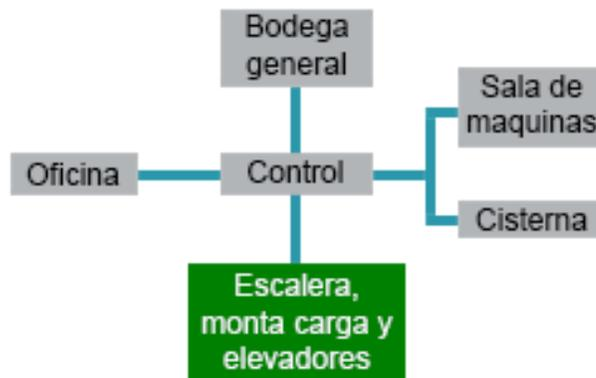 Bodega
general
Sala de
maquinas
Oficina
Control
Cisterna
Escalera,
monta carga y
elevadores